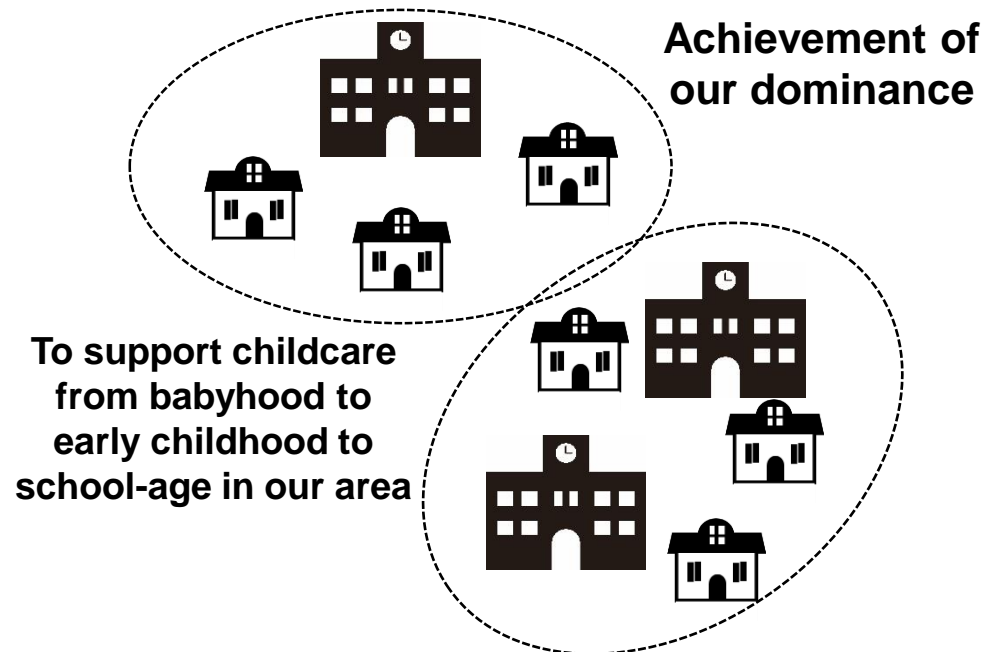 Achievement of
our dominance
To support childcare
from babyhood to
early childhood to
school-age in our area